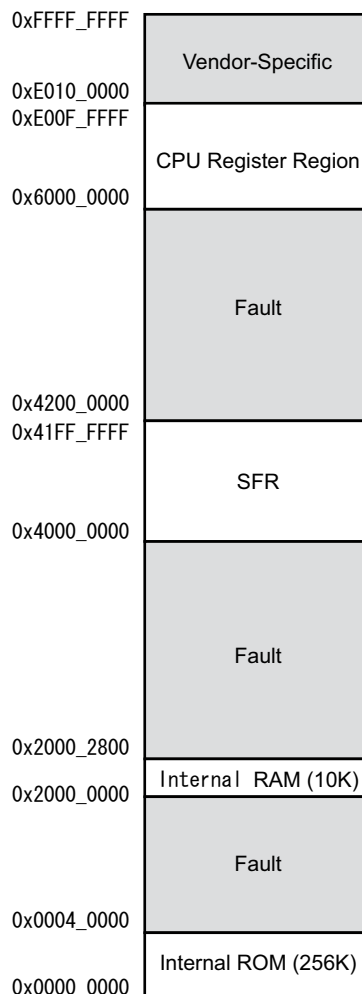 0xFFFF_FFFF
Vendor-Specific
0xE010_0000
0xE00F_FFFF
CPU Register Region
0x6000_0000
Fault
0x4200_0000
0x41FF_FFFF
SFR
0x4000_0000
Fault
0x2000_2800
Internal RAM (10K)
0x2000_0000
Fault
0x0004_0000
Internal ROM (256K)
0x0000_0000